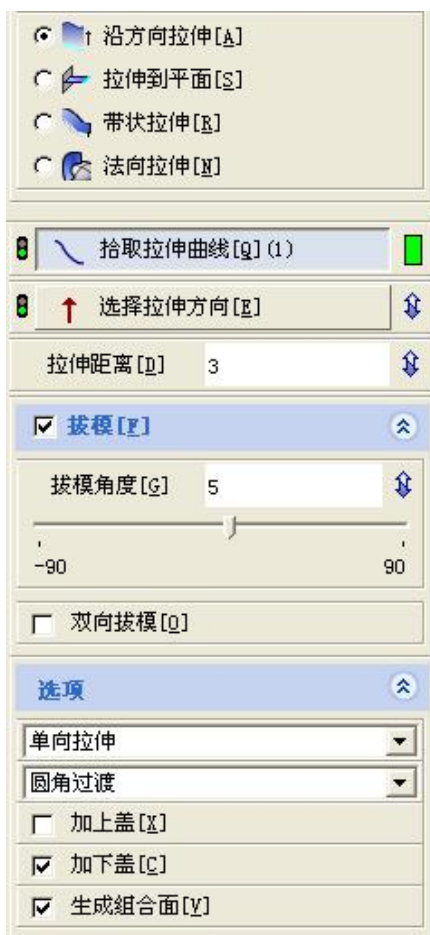 沿方向拉伸[A]
拉伸到平面[S]
带状拉伸[R]
法向拉伸[N]
拾取拉伸曲线[Q](1)
选择拉伸方向[E]
拉伸距离[D] 3
拔模[F]
拔模角度[G] 5
-90 90
双向拔模[O]
选项
单向拉伸
圆角过渡
加上盖[X]
加下盖[C]
生成组合面[V]